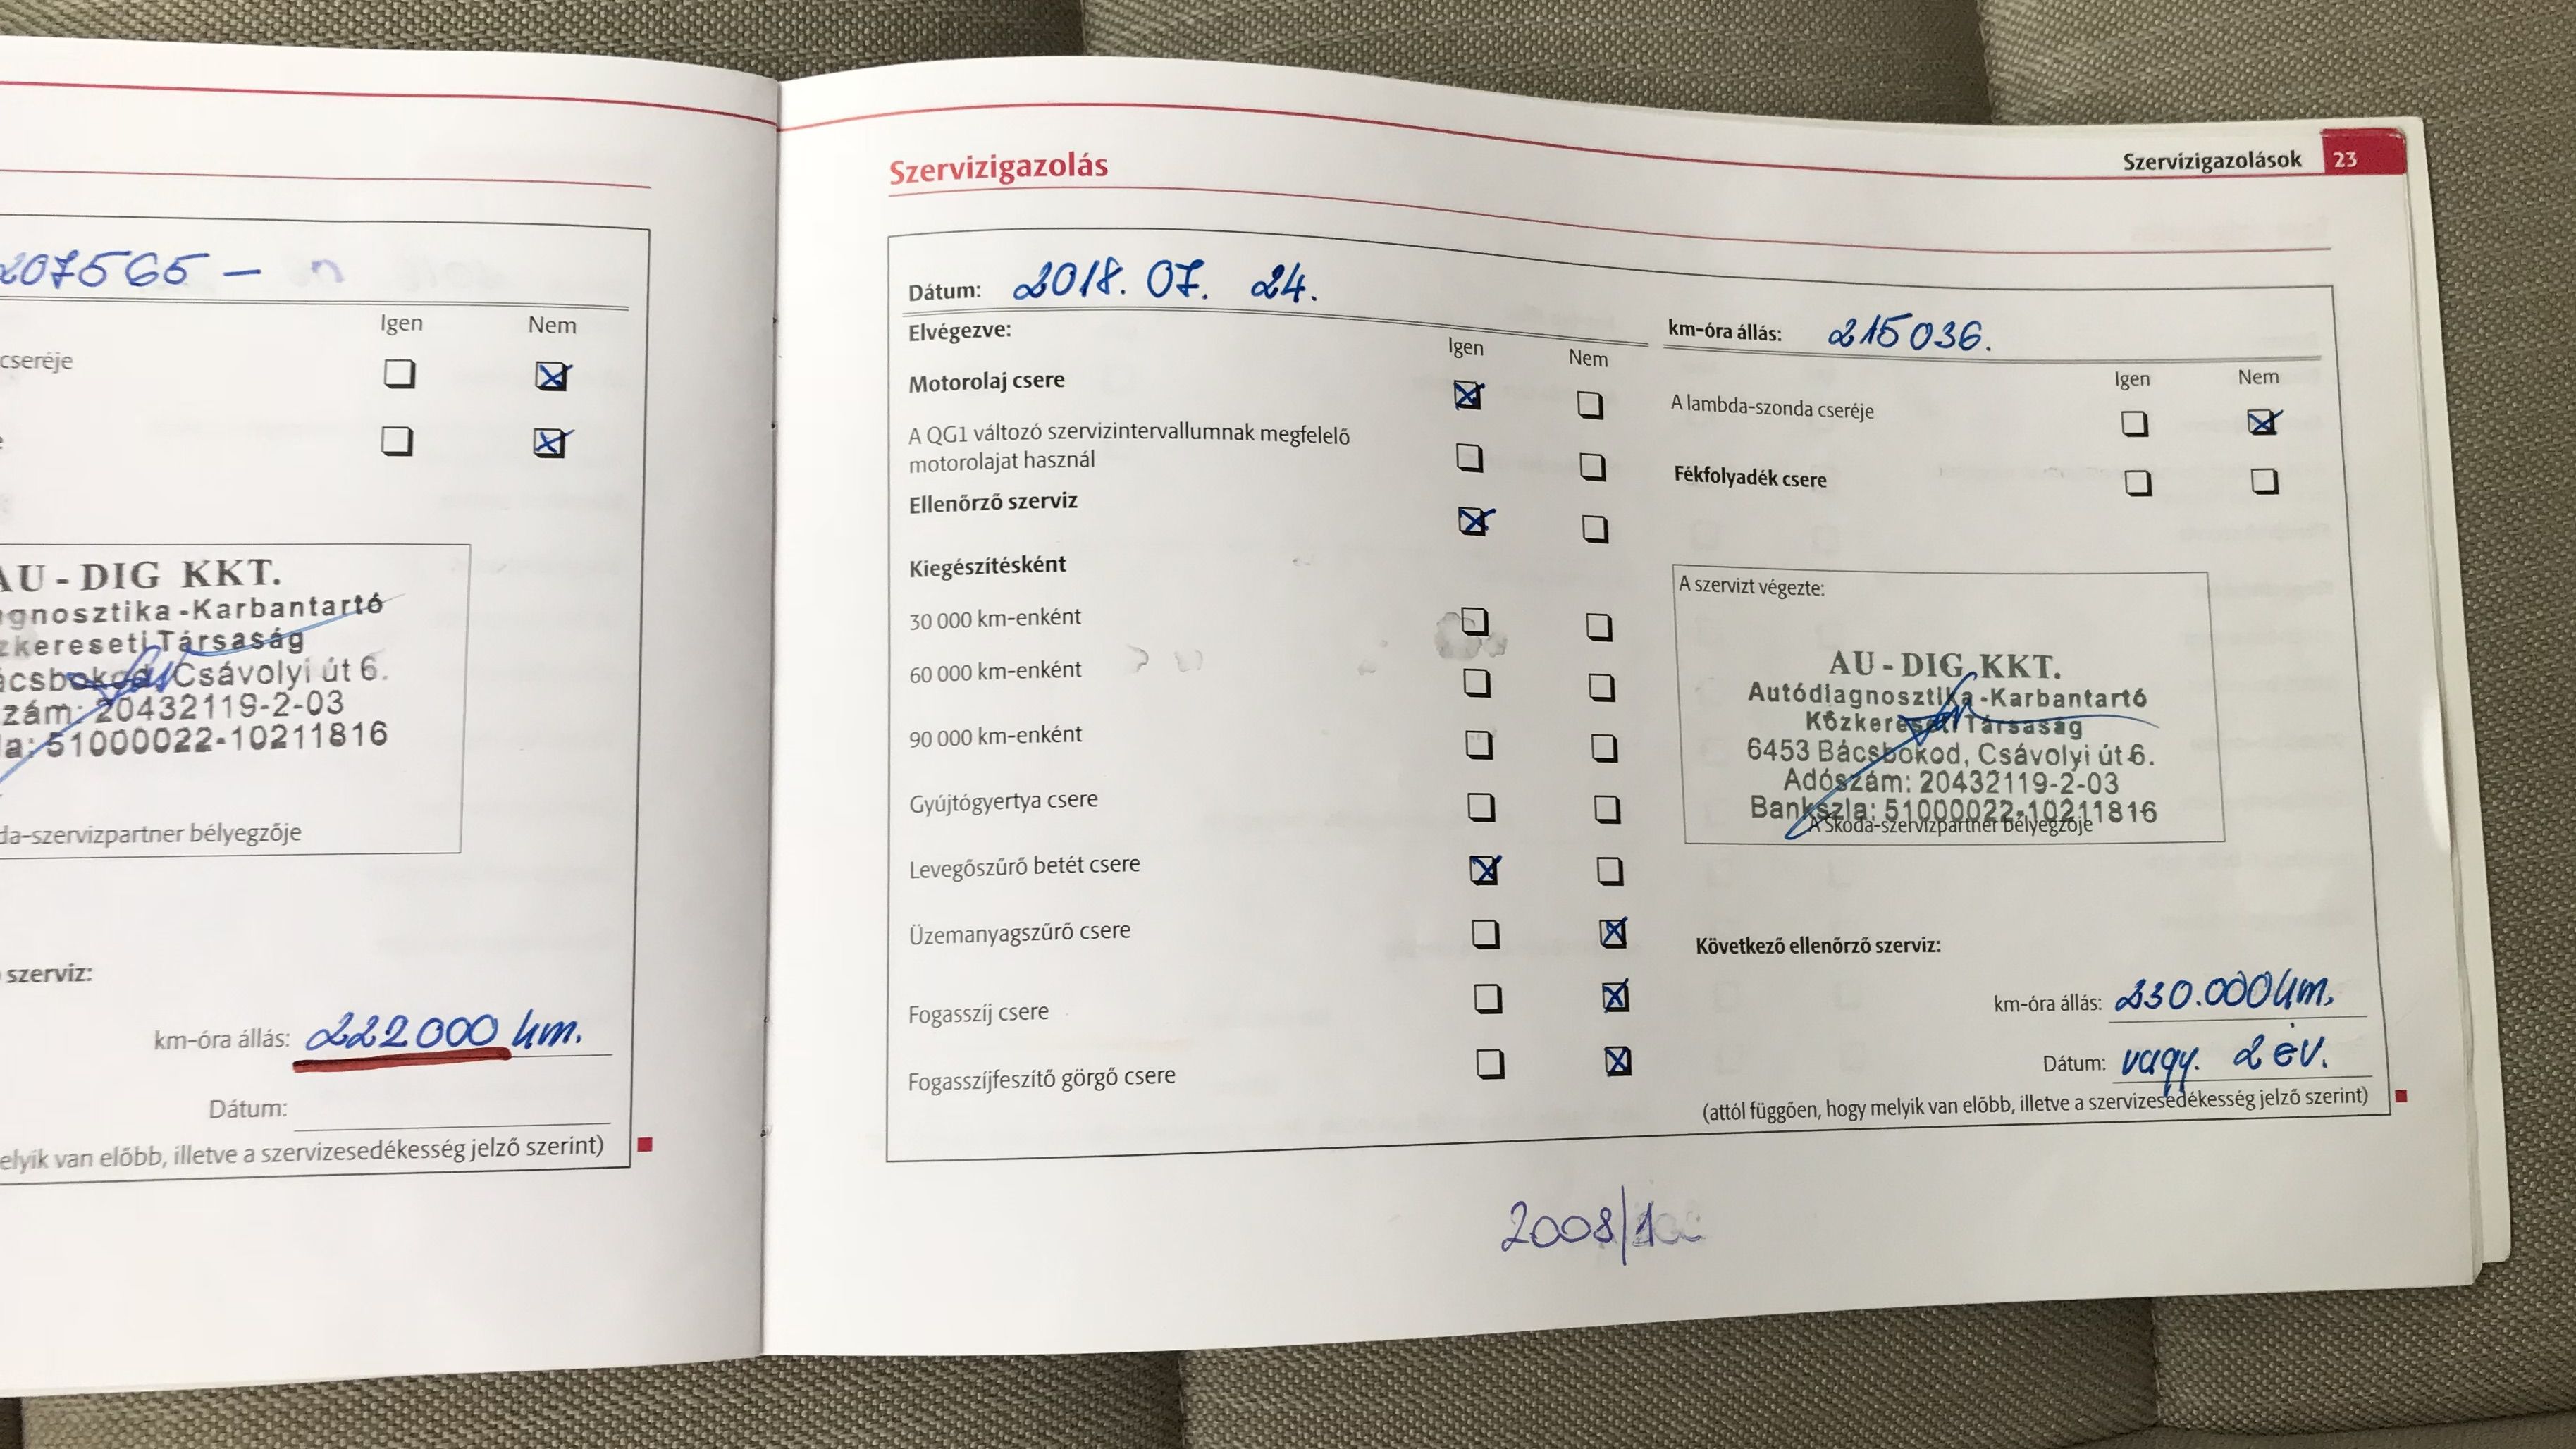 207565 –
Igen Nem
cseréje
AU - DIG KKT.
gnosztika - Karbantartó
zkereseti Társaság
ácsbokod, Csávolyi út 6.
zám: 20432119-2-03
la: 51000022-10211816
da-szervizpartner bélyegzője
szerviz:
km-óra állás: 222000 km.
Dátum:
elyik van előbb, illetve a szervizesedékesség jelző szerint)
Szervizigazolások 23
Szervizigazolás
Dátum: 2018. 07. 24.
Elvégezve:
Igen Nem
Motorolaj csere
A QG1 változó szervizintervallumnak megfelelő
motorolajat használ
Ellenőrző szerviz
Kiegészítésként
30 000 km-enként
60 000 km-enként
90 000 km-enként
Gyújtógyertya csere
Levegőszűrő betét csere
Üzemanyagszűrő csere
Fogasszíj csere
Fogasszíjfeszítő görgő csere
km-óra állás: 215036.
Igen Nem
A lambda-szonda cseréje
Fékfolyadék csere
A szervizt végezte:
AU - DIG KKT.
Autódiagnosztika - Karbantartó
Közkereseti Társaság
6453 Bácsbokod, Csávolyi út 6.
Adószám: 20432119-2-03
Bankszla: 51000022-10211816
A Škoda-szervizpartner bélyegzője
Következő ellenőrző szerviz:
km-óra állás: 230.000 km.
Dátum: vagy. 2 év.
(attól függően, hogy melyik van előbb, illetve a szervizesedékesség jelző szerint)
2008/1